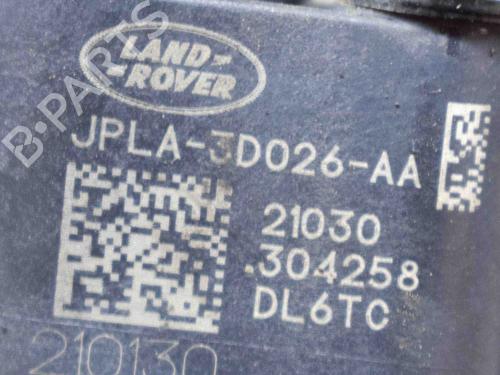 LAND-
-ROVER
JPLA-3D026-AA
21030
.304258
DL6TC
210130
B-PARTS